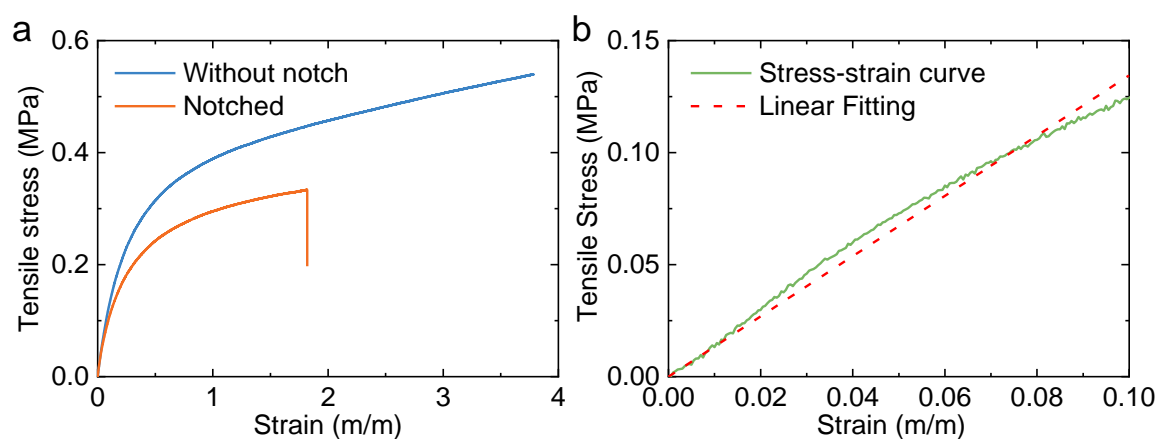 a
Tensile stress (MPa)
0.6
0.4
0.2
0.0
Without notch
Notched
0
1
2
3
4
Strain (m/m)
b
Tensile Stress (MPa)
0.15
0.10
0.05
0.00
Stress-strain curve
Linear Fitting
0.00
0.02
0.04
0.06
0.08
0.10
Strain (m/m)